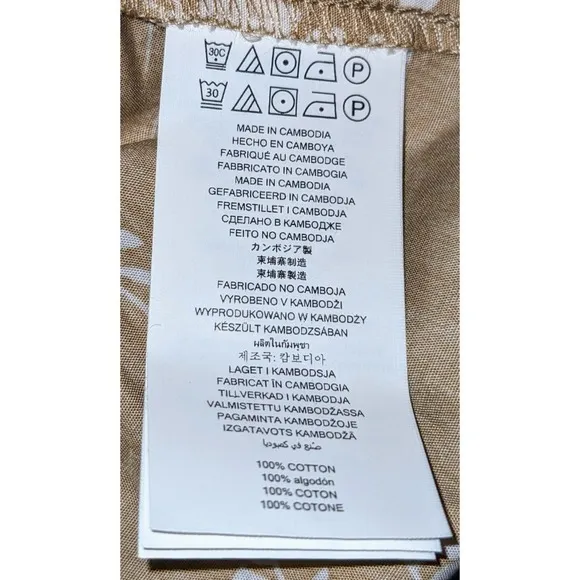 30C P
30 P
MADE IN CAMBODIA
HECHO EN CAMBOYA
FABRIQUÉ AU CAMBODGE
FABBRICATO IN CAMBOGIA
MADE IN CAMBODIA
GEFABRICEERD IN CAMBODJA
FREMSTILLET I CAMBODJA
СДЕЛАНО В КАМБОДЖЕ
FEITO NO CAMBODJA
カンボジア製
柬埔寨制造
柬埔寨製造
FABRICADO NO CAMBOJA
VYROBENO V KAMBODŽI
WYPRODUKOWANO W KAMBODŻY
KÉSZÜLT KAMBODZSÁBAN
ผลิตในกัมพูชา
제조국: 캄보디아
LAGET I KAMBODSJA
FABRICAT ÎN CAMBODGIA
TILLVERKAD I KAMBODJA
VALMISTETTU KAMBODŽASSA
PAGAMINTA KAMBODŽOJE
IZGATAVOTS KAMBODŽĀ
صُنع في كمبوديا
100% COTTON
100% algodón
100% COTON
100% COTONE